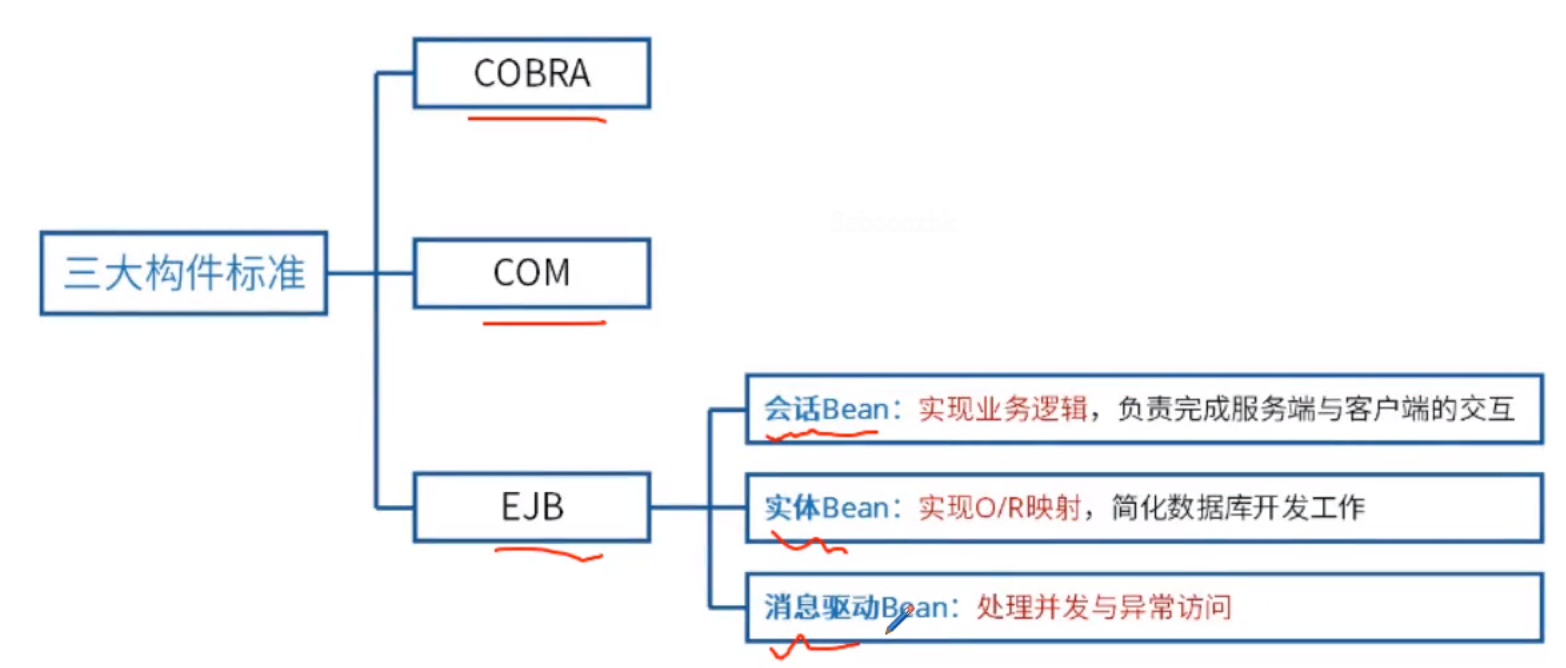 COBRA
三大构件标准
COM
会话Bean：实现业务逻辑，负责完成服务端与客户端的交互
EJB
实体Bean：实现O/R映射，简化数据库开发工作
消息驱动Bean：处理并发与异常访问